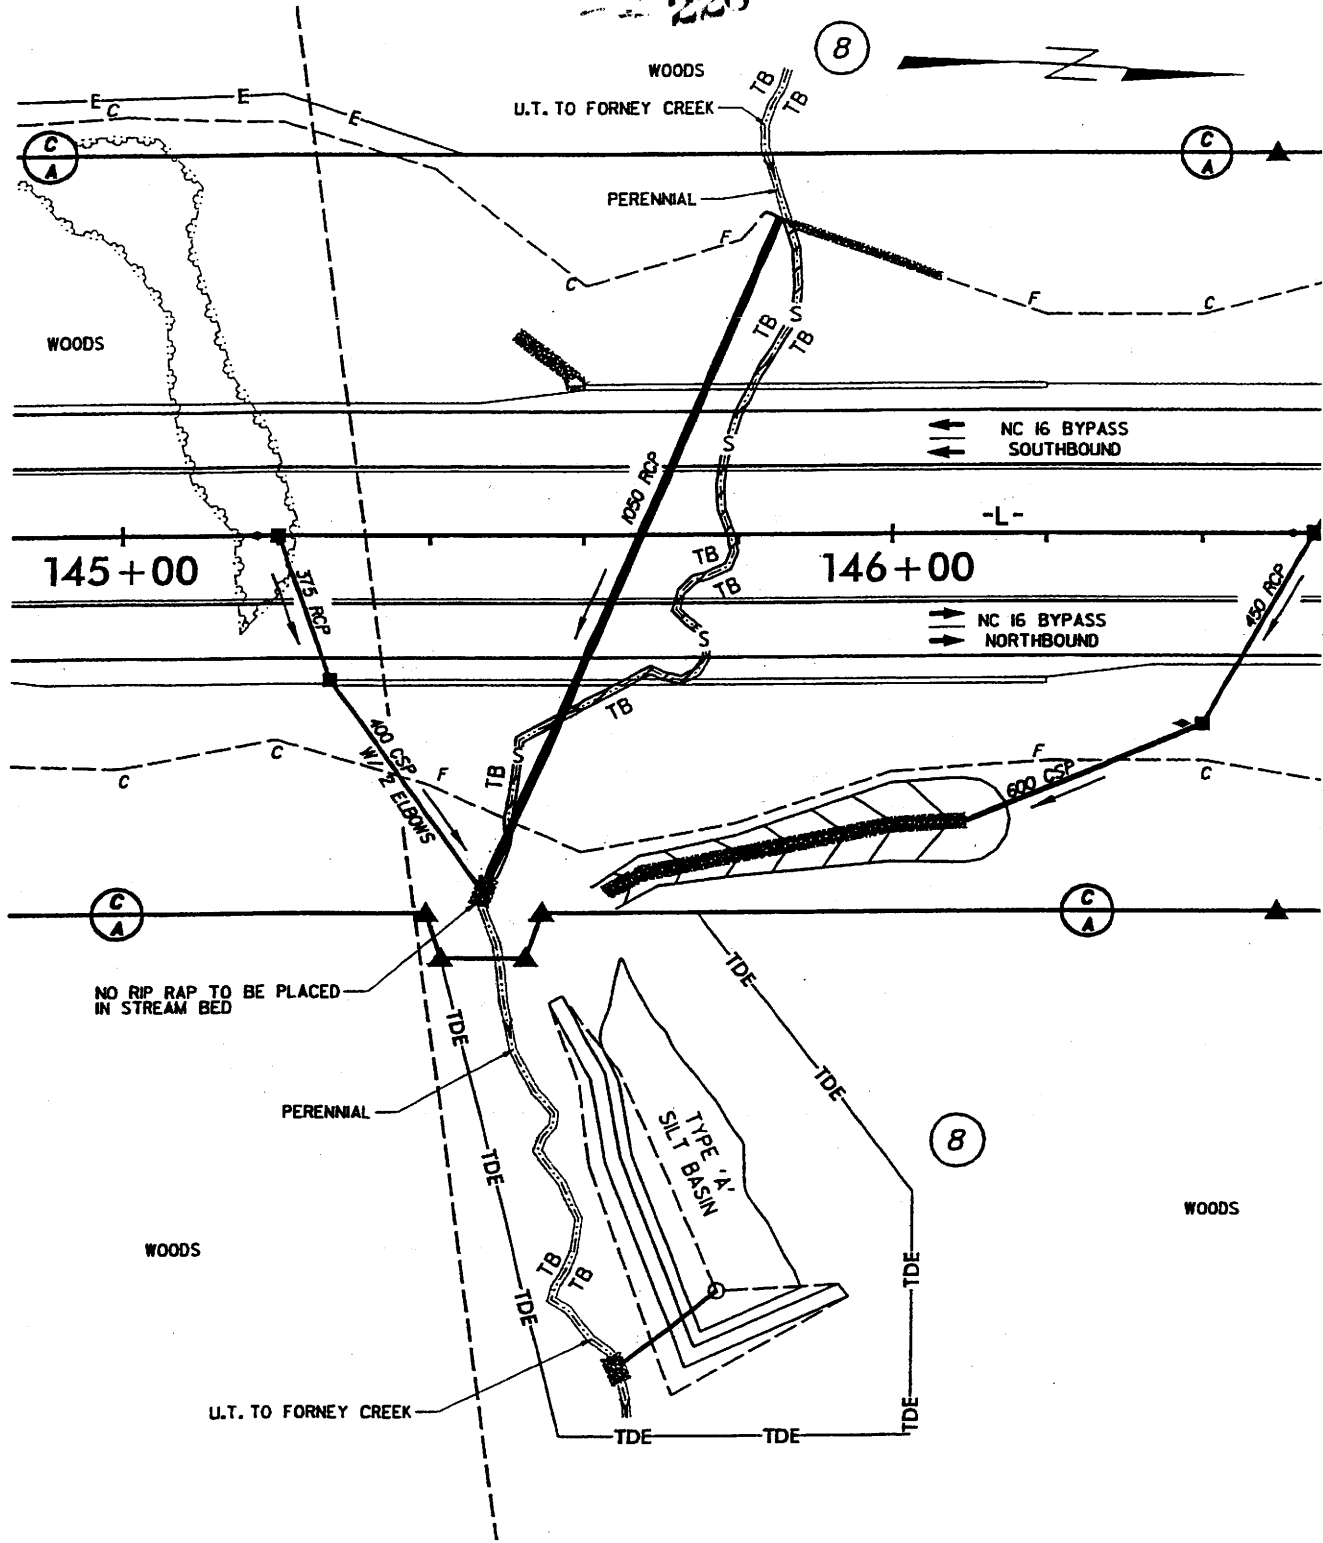 8
N
WOODS
TB
TB
U.T. TO FORNEY CREEK
E
E
E
C
C
A
C
A
PERENNIAL
F
C
F
C
S
TB
TB
WOODS
NC 16 BYPASS
SOUTHBOUND
S
1050 RCP
-L-
145+00
146+00
TB
TB
375 RCP
450 RCP
NC 16 BYPASS
NORTHBOUND
S
TB
400 CSP
W/ 2 ELBOWS
C
C
F
S
TB
F
C
600 CSP
C
A
C
A
NO RIP RAP TO BE PLACED
IN STREAM BED
TDE
TDE
TDE
PERENNIAL
TYPE 'A'
SILT BASIN
8
TDE
WOODS
WOODS
TB
TB
TDE
TDE
U.T. TO FORNEY CREEK
TDE
TDE
TDE